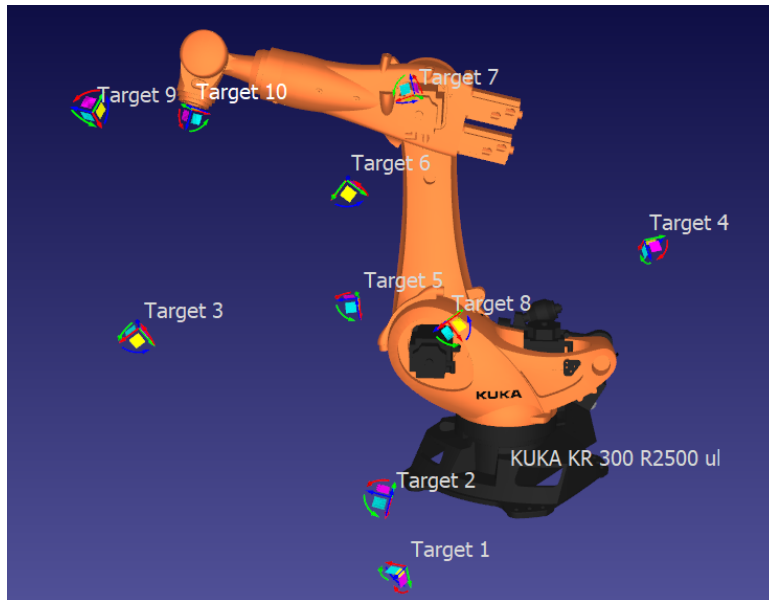 Target 7
Target 9
Target 10
Target 6
Target 4
Target 5
Target 3
Target 8
KUKA
KUKA KR 300 R2500 ul
Target 2
Target 1